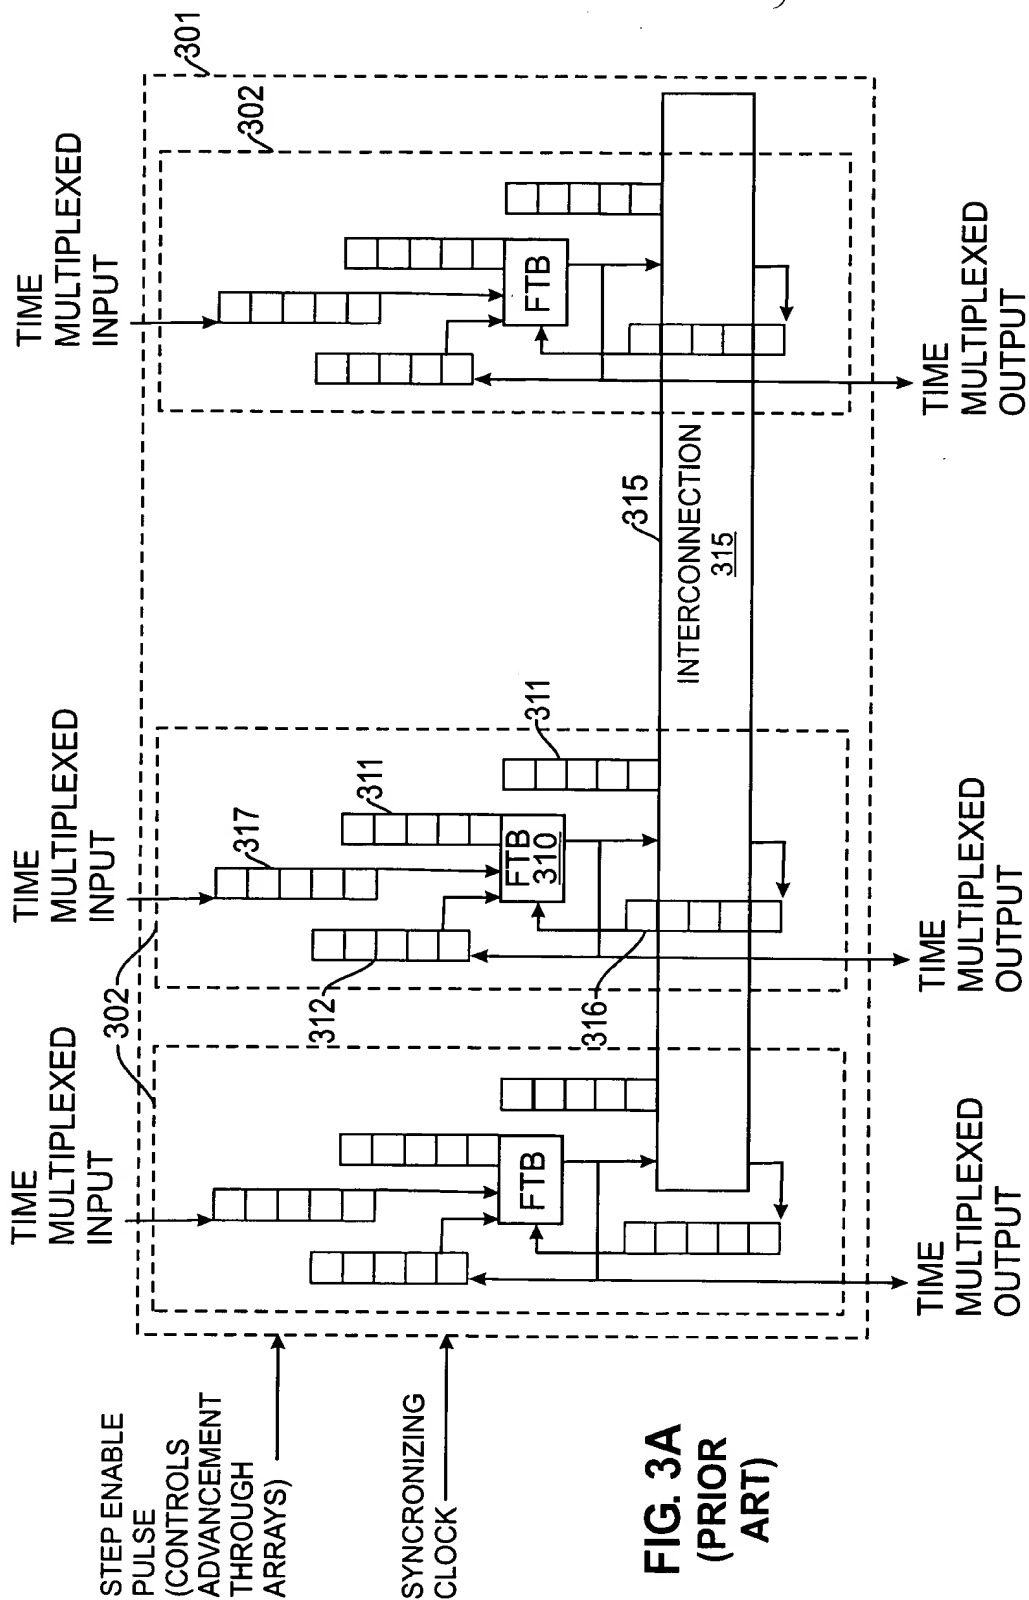 TIME
MULTIPLEXED
INPUT
TIME
MULTIPLEXED
INPUT
TIME
MULTIPLEXED
INPUT
301
302
302
STEP ENABLE
PULSE
(CONTROLS
ADVANCEMENT
THROUGH
ARRAYS)
SYNCRONIZING
CLOCK
317
311
311
312
316
FTB
FTB
310
FTB
315
INTERCONNECTION
315
TIME
MULTIPLEXED
OUTPUT
TIME
MULTIPLEXED
OUTPUT
TIME
MULTIPLEXED
OUTPUT
FIG. 3A
(PRIOR
ART)